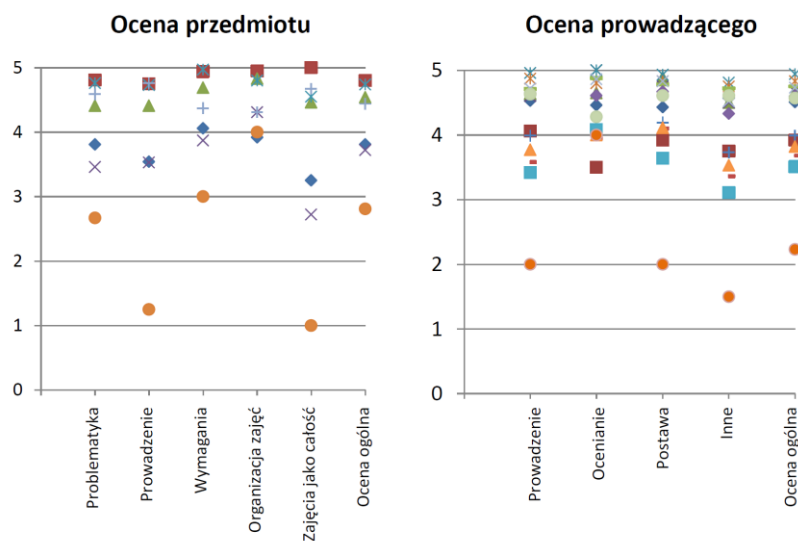 Ocena przedmiotu
5
4
3
2
1
0
Problematyka
Prowadzenie
Wymagania
Organizacja zajęć
Zajęcia jako całość
Ocena ogólna
Ocena prowadzącego
5
4
3
2
1
0
Prowadzenie
Ocenianie
Postawa
Inne
Ocena ogólna